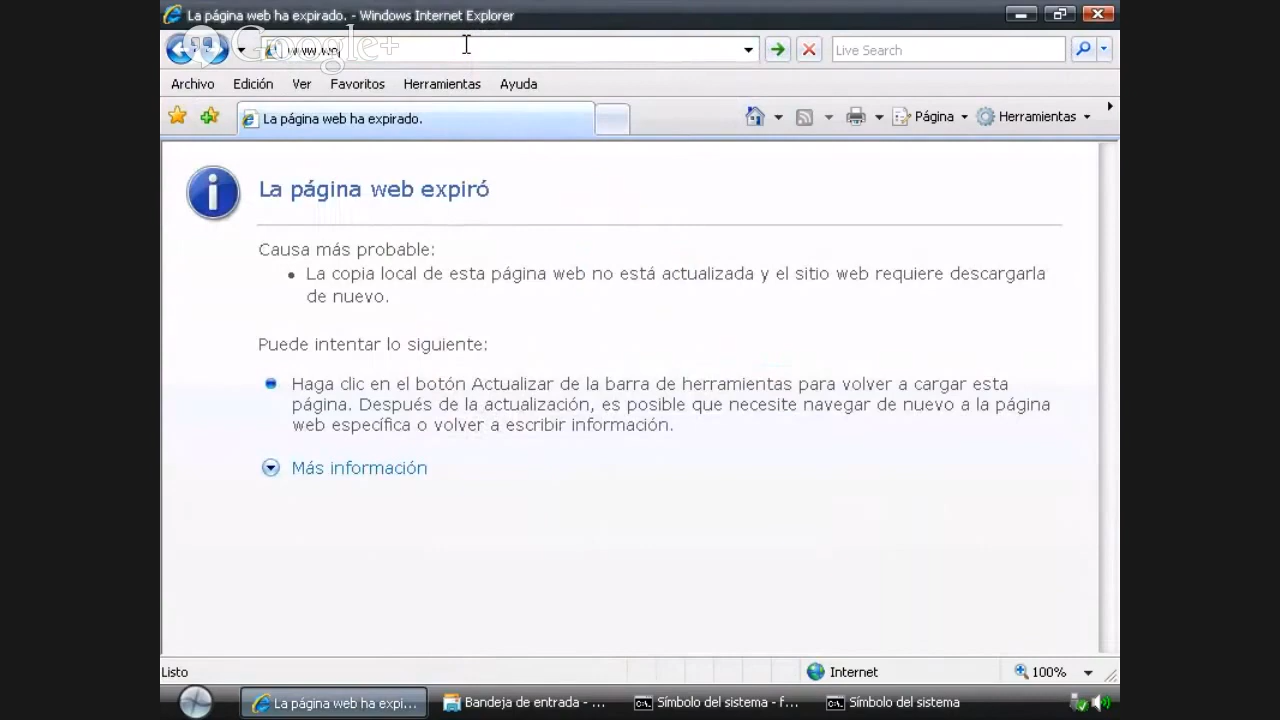 La página web ha expirado. - Windows Internet Explorer
Google+
Live Search
Archivo Edición Ver Favoritos Herramientas Ayuda
La página web ha expirado.
Página Herramientas
La página web expiró
Causa más probable:
La copia local de esta página web no está actualizada y el sitio web requiere descargarla
de nuevo.
Puede intentar lo siguiente:
Haga clic en el botón Actualizar de la barra de herramientas para volver a cargar esta
página. Después de la actualización, es posible que necesite navegar de nuevo a la página
web específica o volver a escribir información.
Más información
Listo Internet 100%
La página web ha expi... Bandeja de entrada - ... Símbolo del sistema - f... Símbolo del sistema